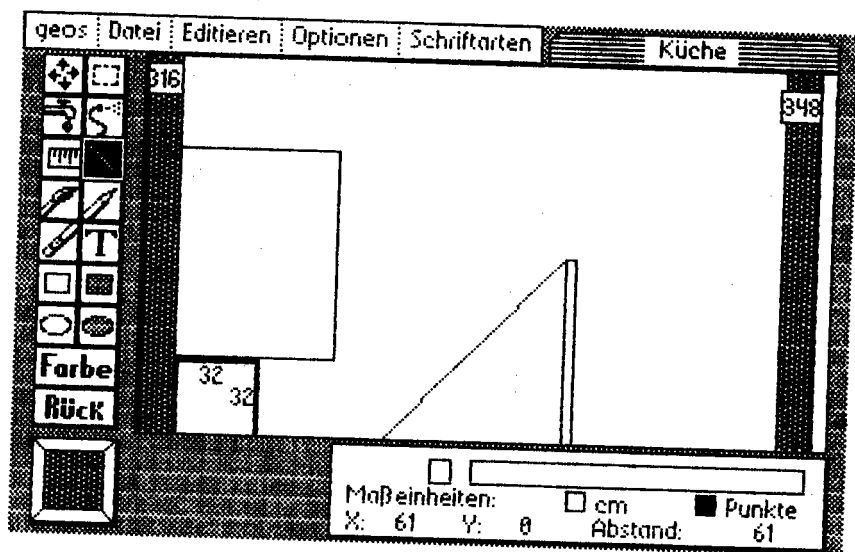 geos Datei Editieren Optionen Schriftarten Küche
316
348
T
Farbe
Rück
32
32
Maßeinheiten: cm Punkte
X: 61 Y: 0 Abstand: 61